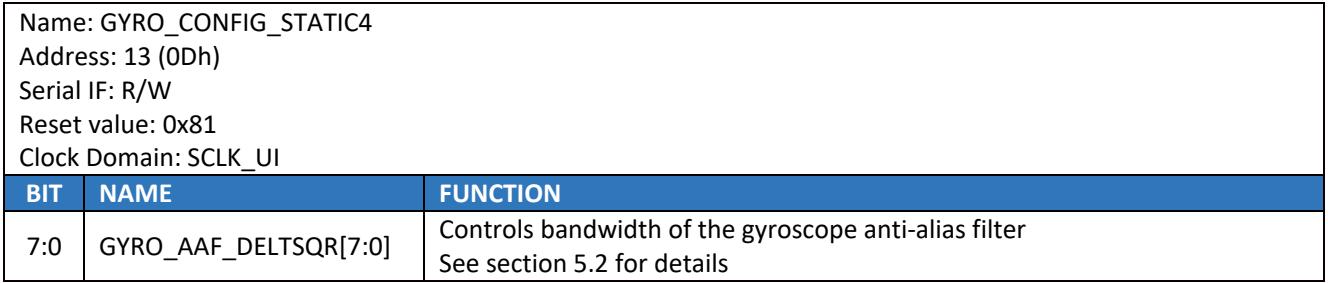 Name: GYRO_CONFIG_STATIC4
Address: 13 (0Dh)
Serial IF: R/W
Reset value: 0x81
Clock Domain: SCLK_UI
BIT NAME FUNCTION
7:0 GYRO_AAF_DELTSQR[7:0] Controls bandwidth of the gyroscope anti-alias filter
See section 5.2 for details